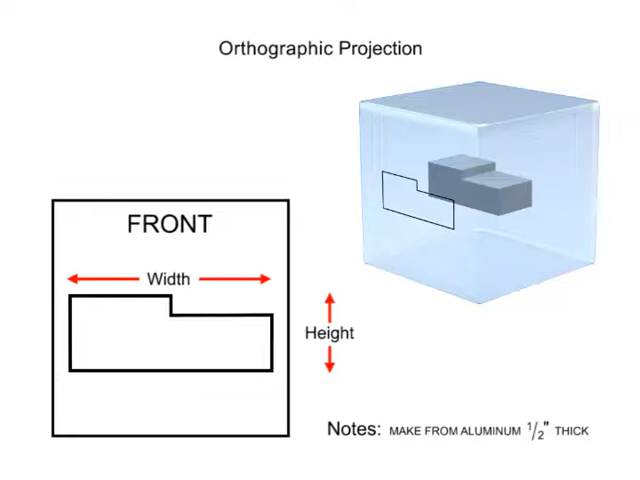 Orthographic Projection
FRONT
Width
Height
Notes: MAKE FROM ALUMINUM 1/2" THICK